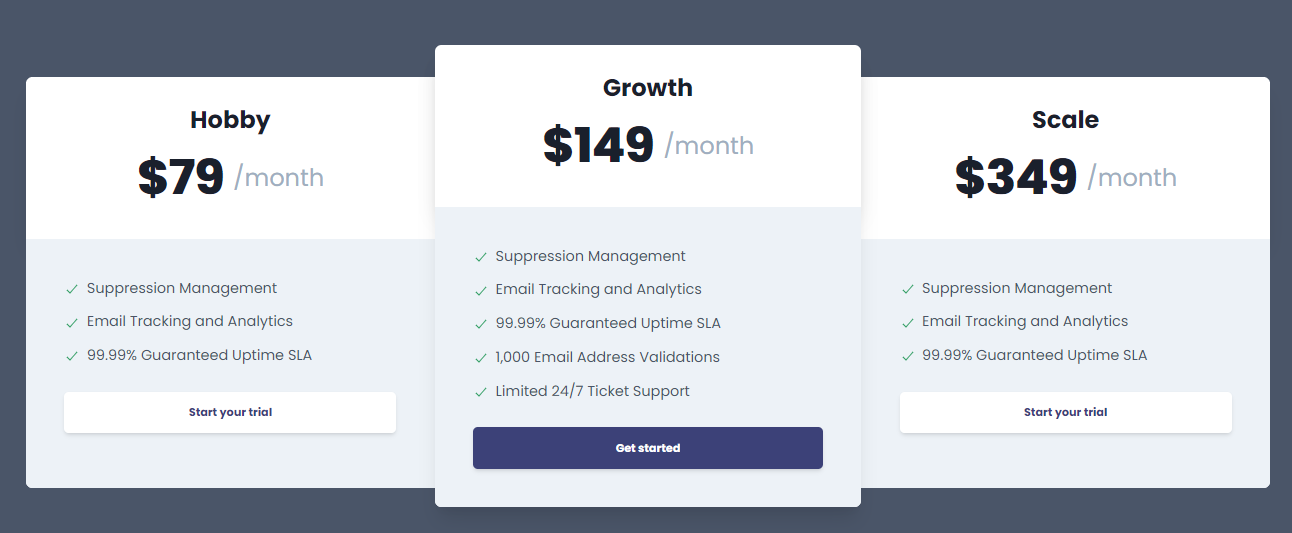 Hobby
$79 /month
Suppression Management
Email Tracking and Analytics
99.99% Guaranteed Uptime SLA
Start your trial
Growth
$149 /month
Suppression Management
Email Tracking and Analytics
99.99% Guaranteed Uptime SLA
1,000 Email Address Validations
Limited 24/7 Ticket Support
Get started
Scale
$349 /month
Suppression Management
Email Tracking and Analytics
99.99% Guaranteed Uptime SLA
Start your trial